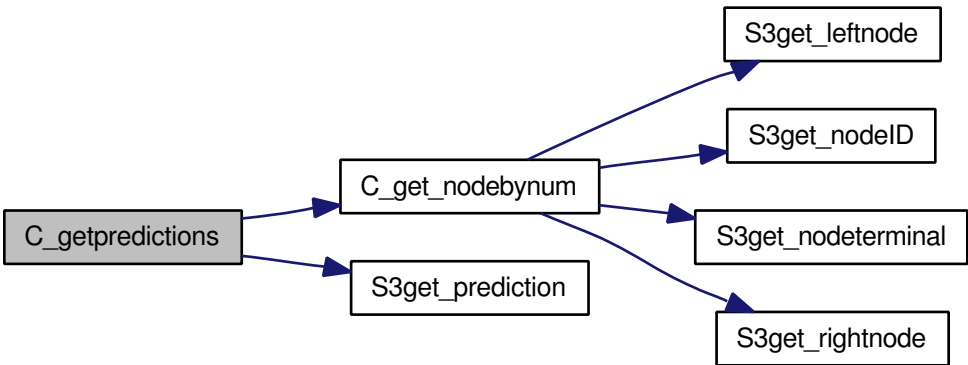 C_getpredictions
C_get_nodebynum
S3get_prediction
S3get_leftnode
S3get_nodeID
S3get_nodeterminal
S3get_rightnode